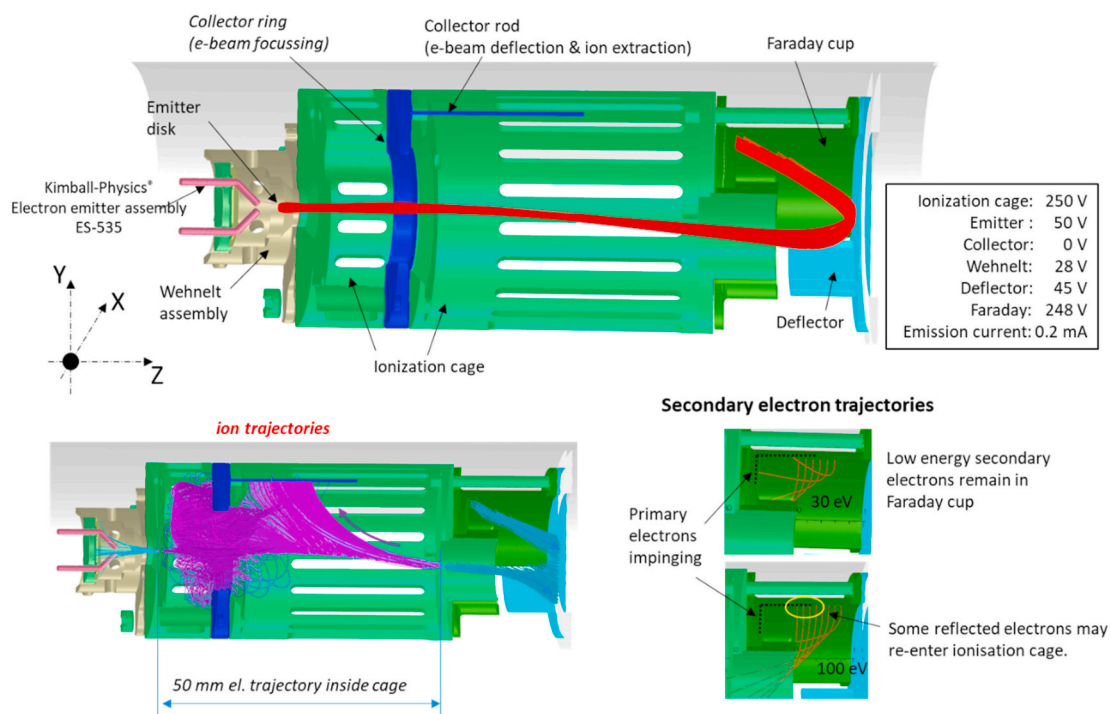 Collector ring
(e-beam focussing)
Collector rod
(e-beam deflection & ion extraction)
Faraday cup
Emitter
disk
Kimball-Physics®
Electron emitter assembly
ES-535
Wehnelt
assembly
Ionization cage
Deflector
Ionization cage: 250 V
Emitter : 50 V
Collector: 0 V
Wehnelt: 28 V
Deflector: 45 V
Faraday: 248 V
Emission current: 0.2 mA
Y
X
Z
ion trajectories
50 mm el. trajectory inside cage
Secondary electron trajectories
30 eV
Low energy secondary
electrons remain in
Faraday cup
Primary
electrons
impinging
100 eV
Some reflected electrons may
re-enter ionisation cage.